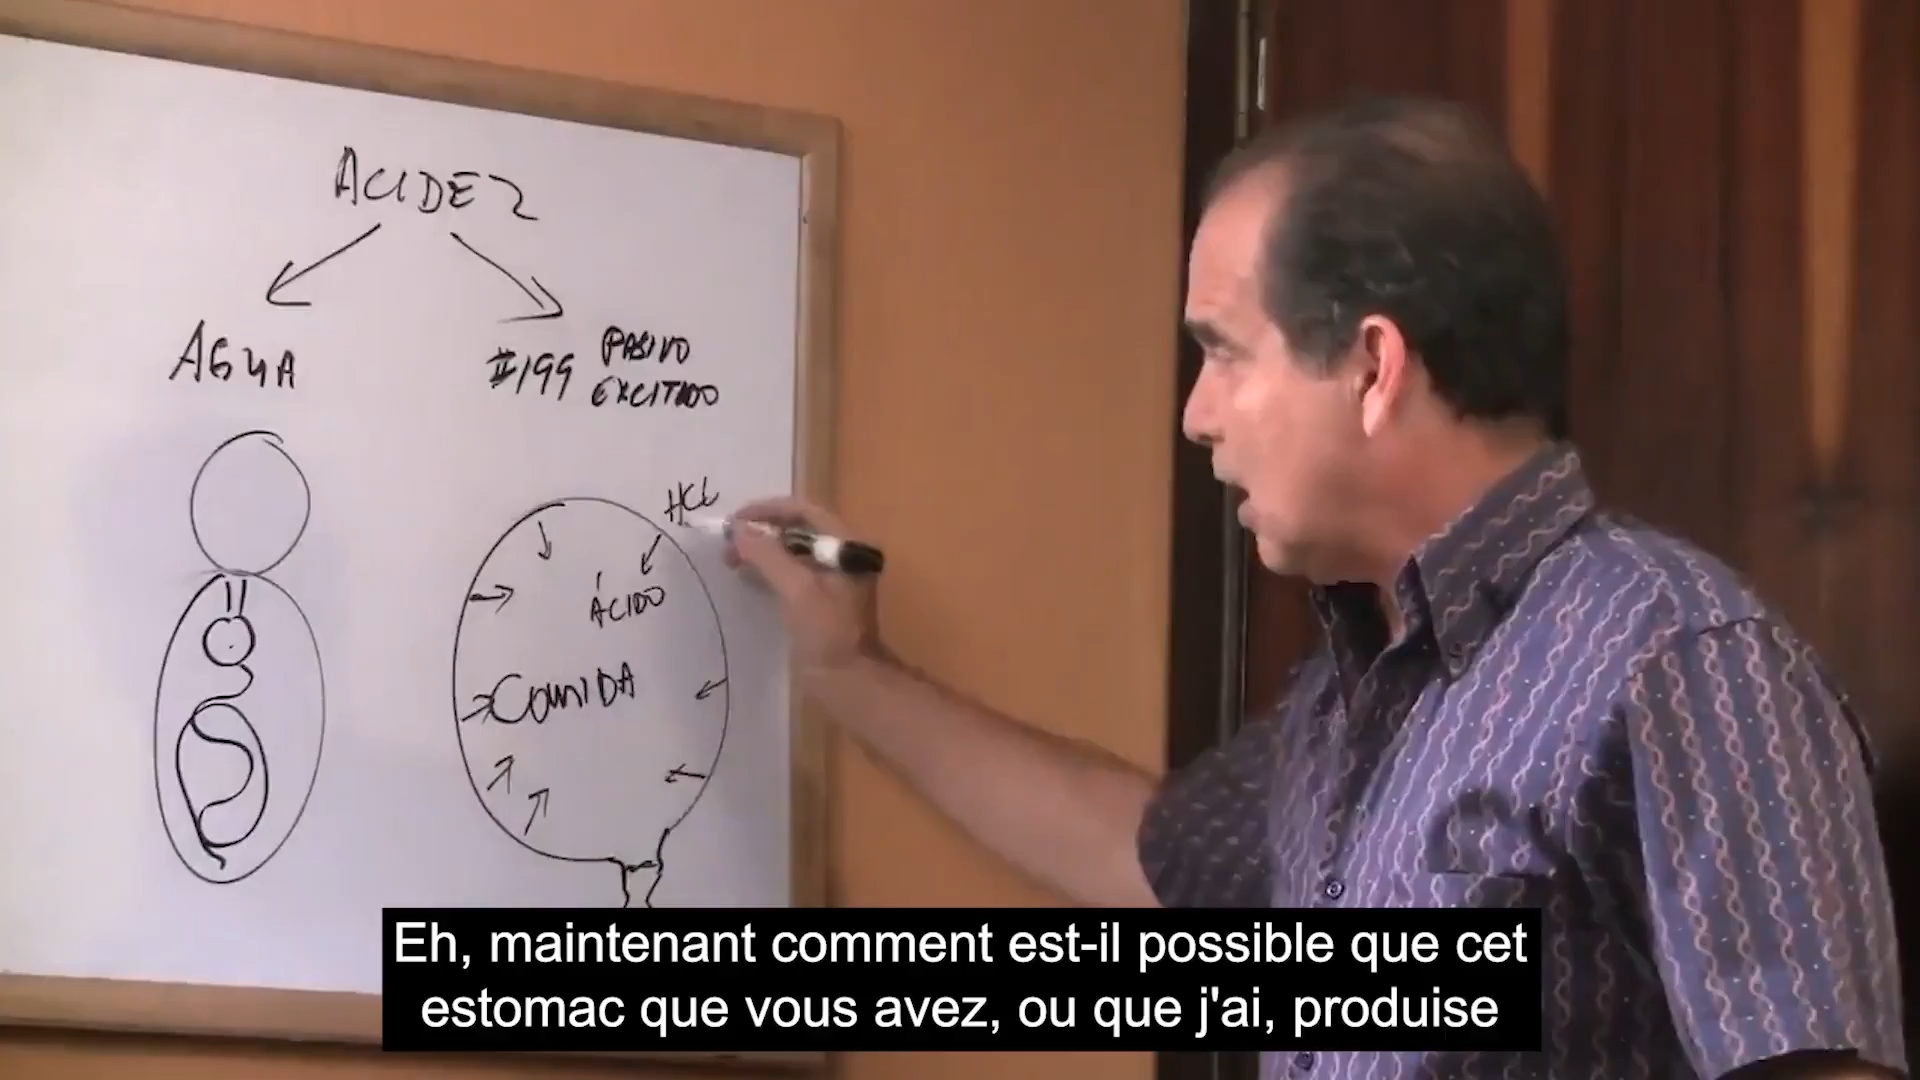 ACIDEZ
AGUA
#199 PASIVO
EXCITADO
HCL
ÁCIDO
COMIDA
Eh, maintenant comment est-il possible que cet
estomac que vous avez, ou que j'ai, produise